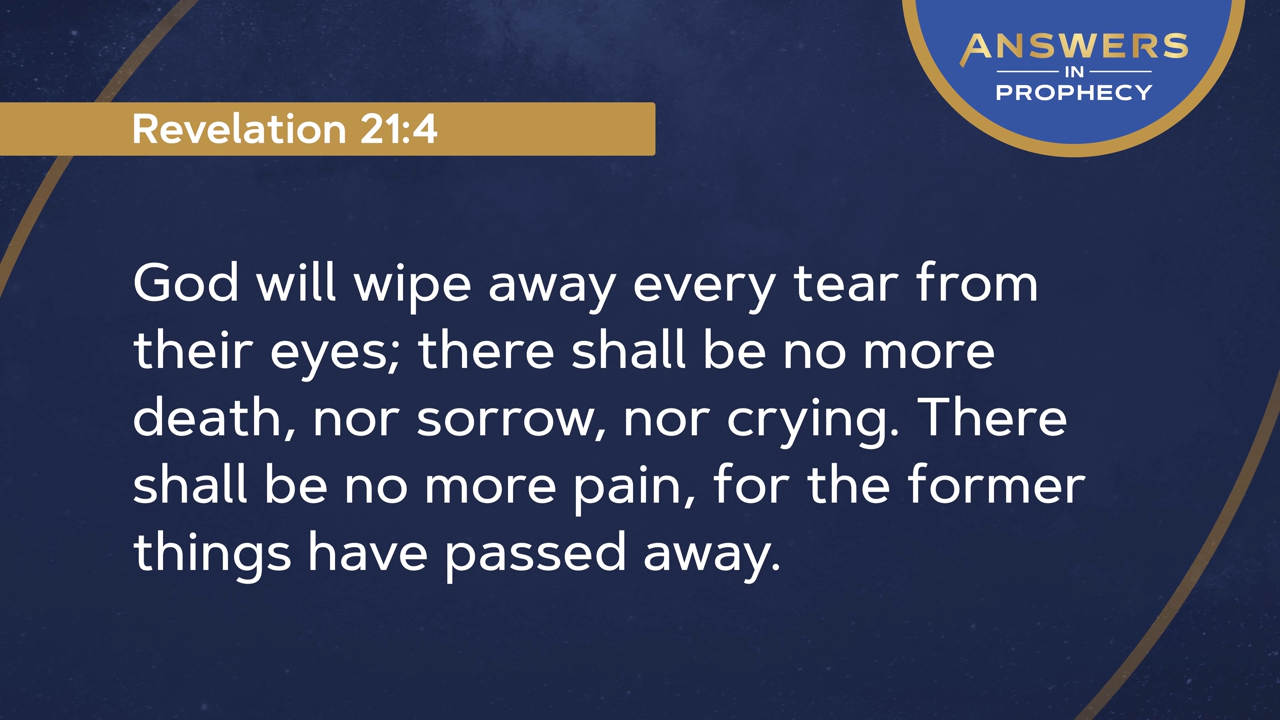 ANSWERS
IN
PROPHECY
Revelation 21:4
God will wipe away every tear from
their eyes; there shall be no more
death, nor sorrow, nor crying. There
shall be no more pain, for the former
things have passed away.